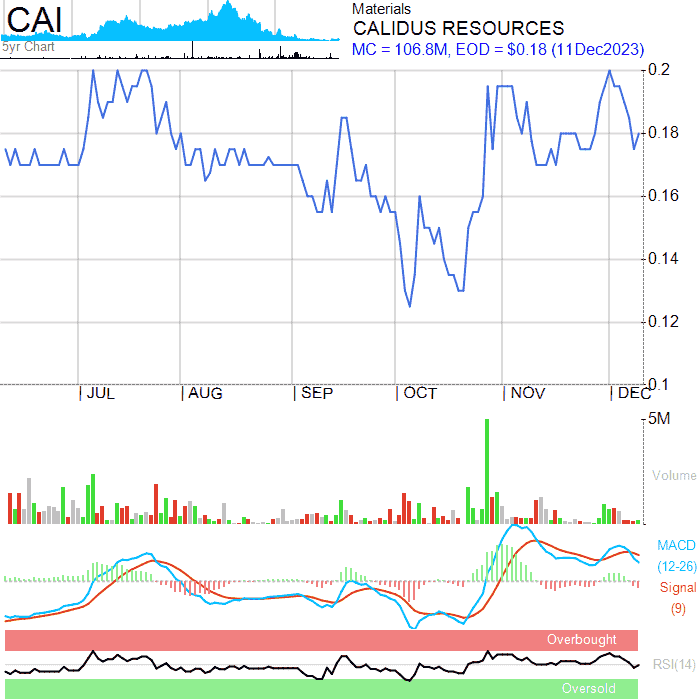 CAI
5yr Chart
Materials
CALIDUS RESOURCES
MC = 106.8M, EOD = $0.18 (11Dec2023)
0.2
0.18
0.16
0.14
0.12
0.1
| JUL | AUG | SEP | OCT | NOV | DEC
5M
Volume
MACD
(12-26)
Signal
(9)
Overbought
RSI(14)
Oversold